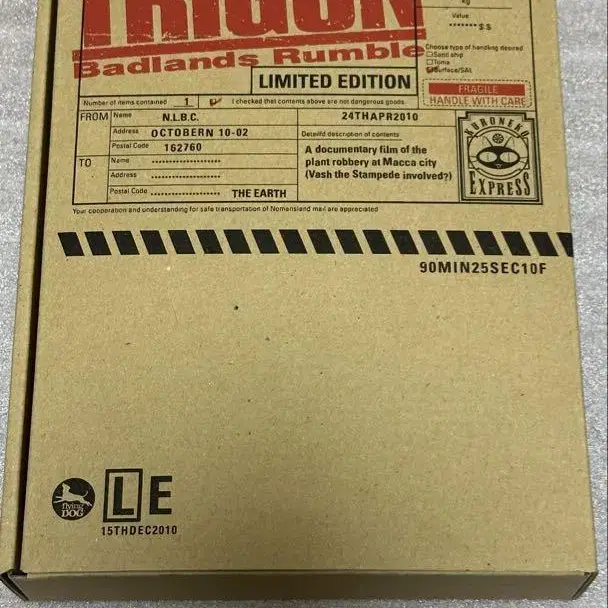 TRIGUN
Badlands Rumble
LIMITED EDITION
kg
Value
********$$
Choose type of handling desired
Sand ship
Toma
Surface/SAL
FRAGILE
HANDLE WITH CARE
Number of items contained 1 I checked that contents above are not dangerous goods.
FROM Name N.L.B.C. 24THAPR2010
Address OCTOBERN 10-02 Detaild description of contents
Postal Code 162760
A documentary film of the
plant robbery at Macca city
(Vash the Stampede involved?)
TO Name
Address
Postal Code THE EARTH
KURONEKO
EXPRESS
Your cooperation and understanding for safe transportation of Nomensland mail are appreciated
90MIN25SEC10F
flying DOG
LE
15THDEC2010